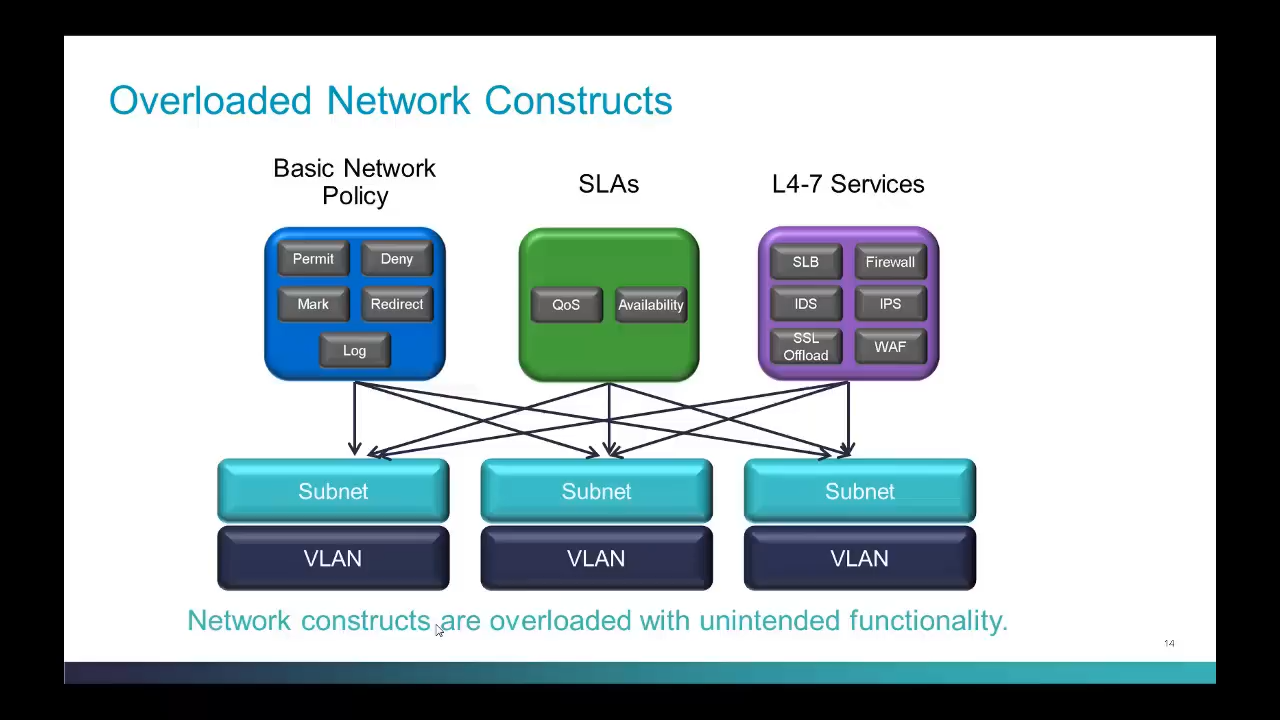 Overloaded Network Constructs
Basic Network
Policy
SLAs
L4-7 Services
Permit
Deny
Mark
Redirect
Log
QoS
Availability
SLB
Firewall
IDS
IPS
SSL
Offload
WAF
Subnet
Subnet
Subnet
VLAN
VLAN
VLAN
Network constructs are overloaded with unintended functionality.
14